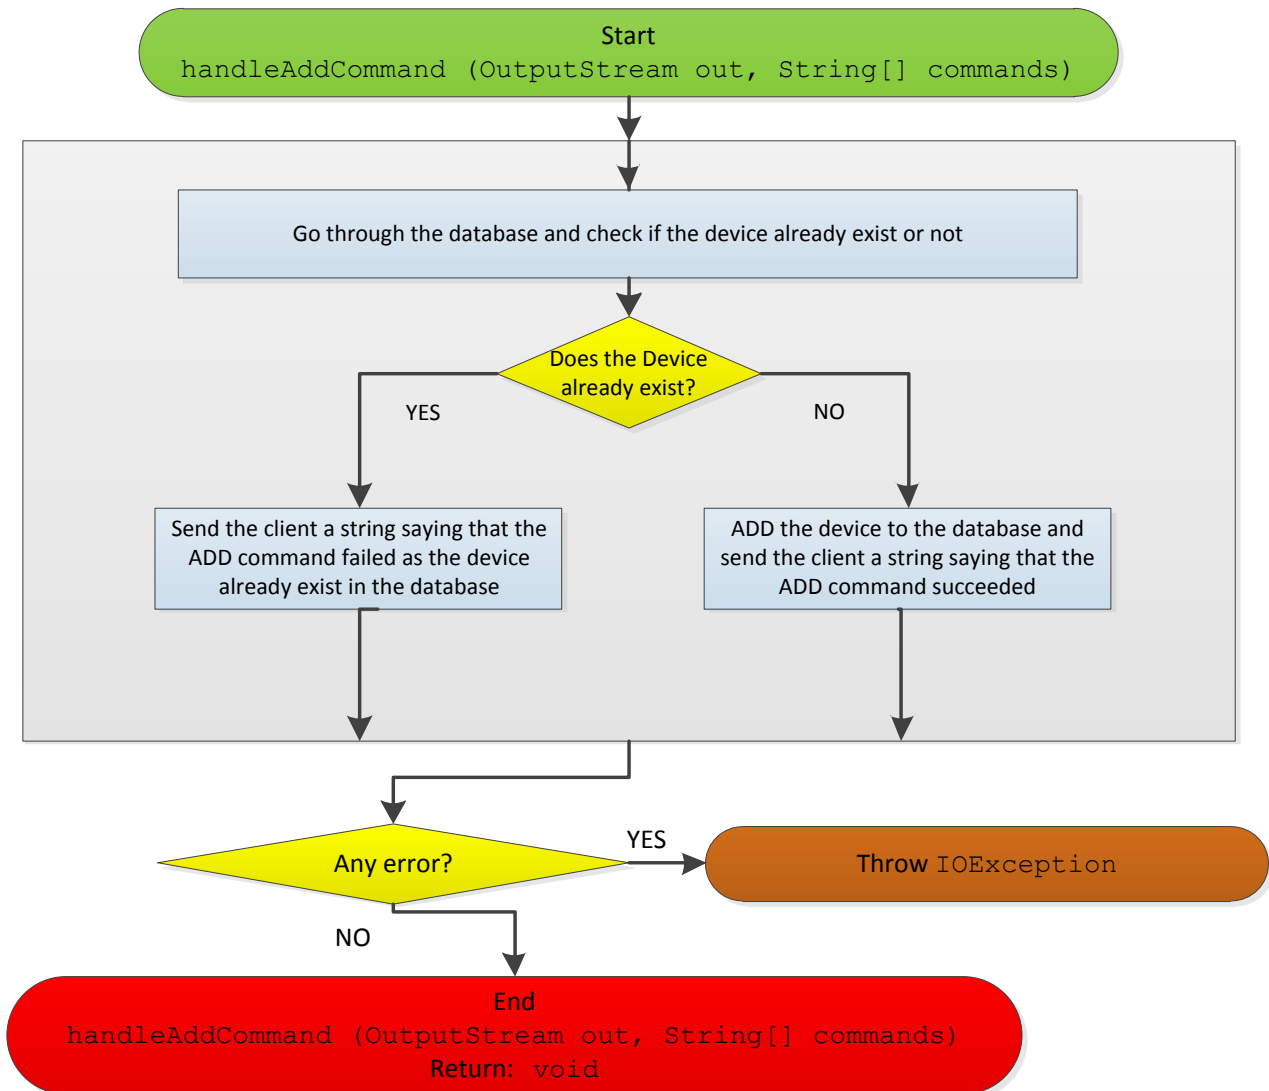 Start
handleAddCommand (OutputStream out, String[] commands)
Go through the database and check if the device already exist or not
Does the Device
already exist?
YES
NO
Send the client a string saying that the
ADD command failed as the device
already exist in the database
ADD the device to the database and
send the client a string saying that the
ADD command succeeded
Any error?
YES
Throw IOException
NO
End
handleAddCommand (OutputStream out, String[] commands)
Return: void